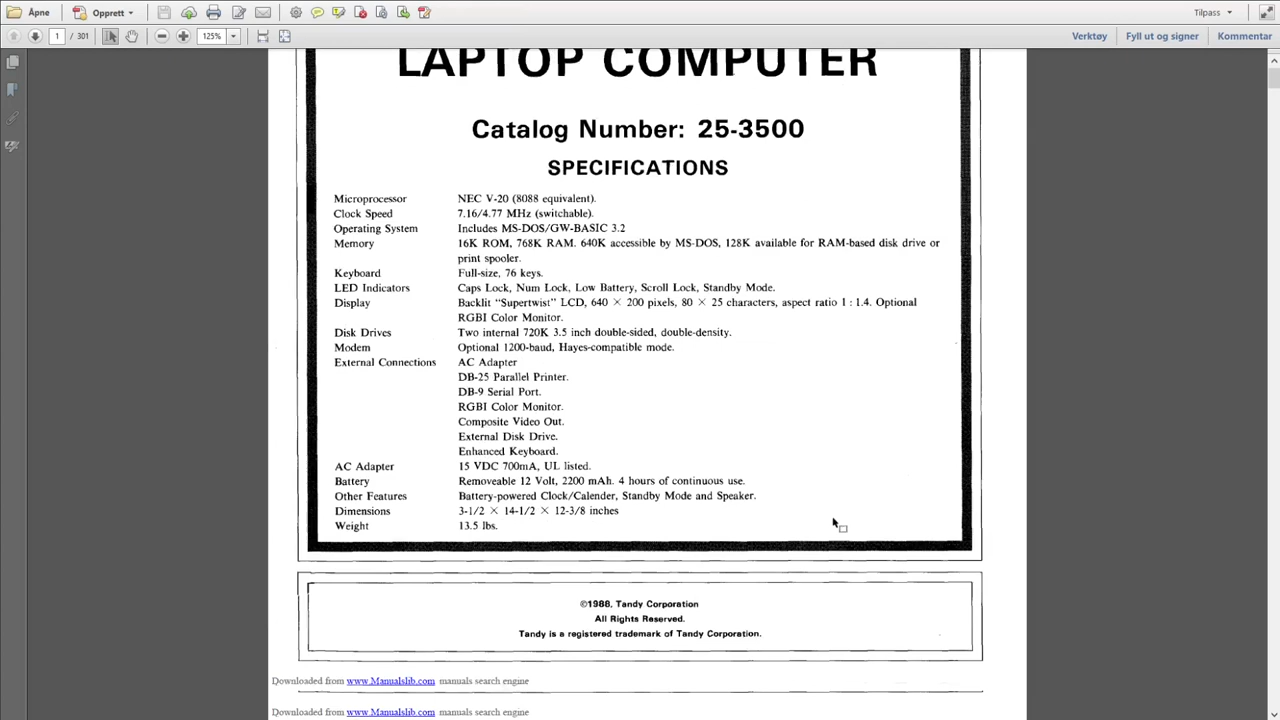 Åpne
Opprett
Tilpass
1 / 301
125%
Verktøy
Fyll ut og signer
Kommentar
LAPTOP COMPUTER
Catalog Number: 25-3500
SPECIFICATIONS
Microprocessor NEC V-20 (8088 equivalent).
Clock Speed 7.16/4.77 MHz (switchable).
Operating System Includes MS-DOS/GW-BASIC 3.2
Memory 16K ROM, 768K RAM. 640K accessible by MS-DOS, 128K available for RAM-based disk drive or
print spooler.
Keyboard Full-size, 76 keys.
LED Indicators Caps Lock, Num Lock, Low Battery, Scroll Lock, Standby Mode.
Display Backlit “Supertwist” LCD, 640 × 200 pixels, 80 × 25 characters, aspect ratio 1 : 1.4. Optional
RGBI Color Monitor.
Disk Drives Two internal 720K 3.5 inch double-sided, double-density.
Modem Optional 1200-baud, Hayes-compatible mode.
External Connections AC Adapter
DB-25 Parallel Printer.
DB-9 Serial Port.
RGBI Color Monitor.
Composite Video Out.
External Disk Drive.
Enhanced Keyboard.
AC Adapter 15 VDC 700mA, UL listed.
Battery Removeable 12 Volt, 2200 mAh. 4 hours of continuous use.
Other Features Battery-powered Clock/Calender, Standby Mode and Speaker.
Dimensions 3-1/2 × 14-1/2 × 12-3/8 inches
Weight 13.5 lbs.
©1988, Tandy Corporation
All Rights Reserved.
Tandy is a registered trademark of Tandy Corporation.
Downloaded from www.Manualslib.com manuals search engine
Downloaded from www.Manualslib.com manuals search engine